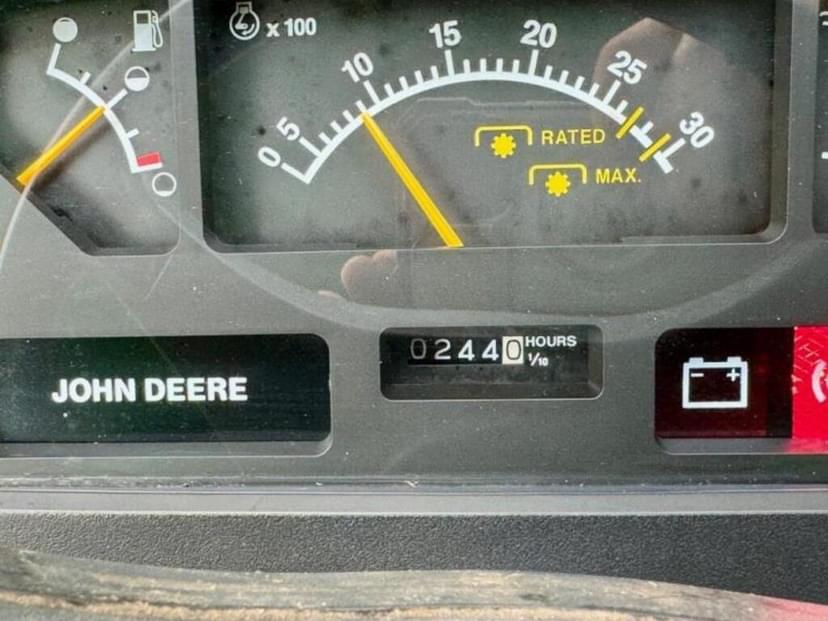 x 100
0 5 10 15 20 25 30
RATED
MAX.
02440 HOURS
1/10
JOHN DEERE